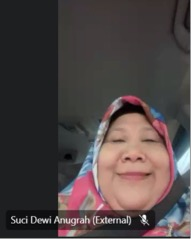 Suci Dewi Anugrah (External)